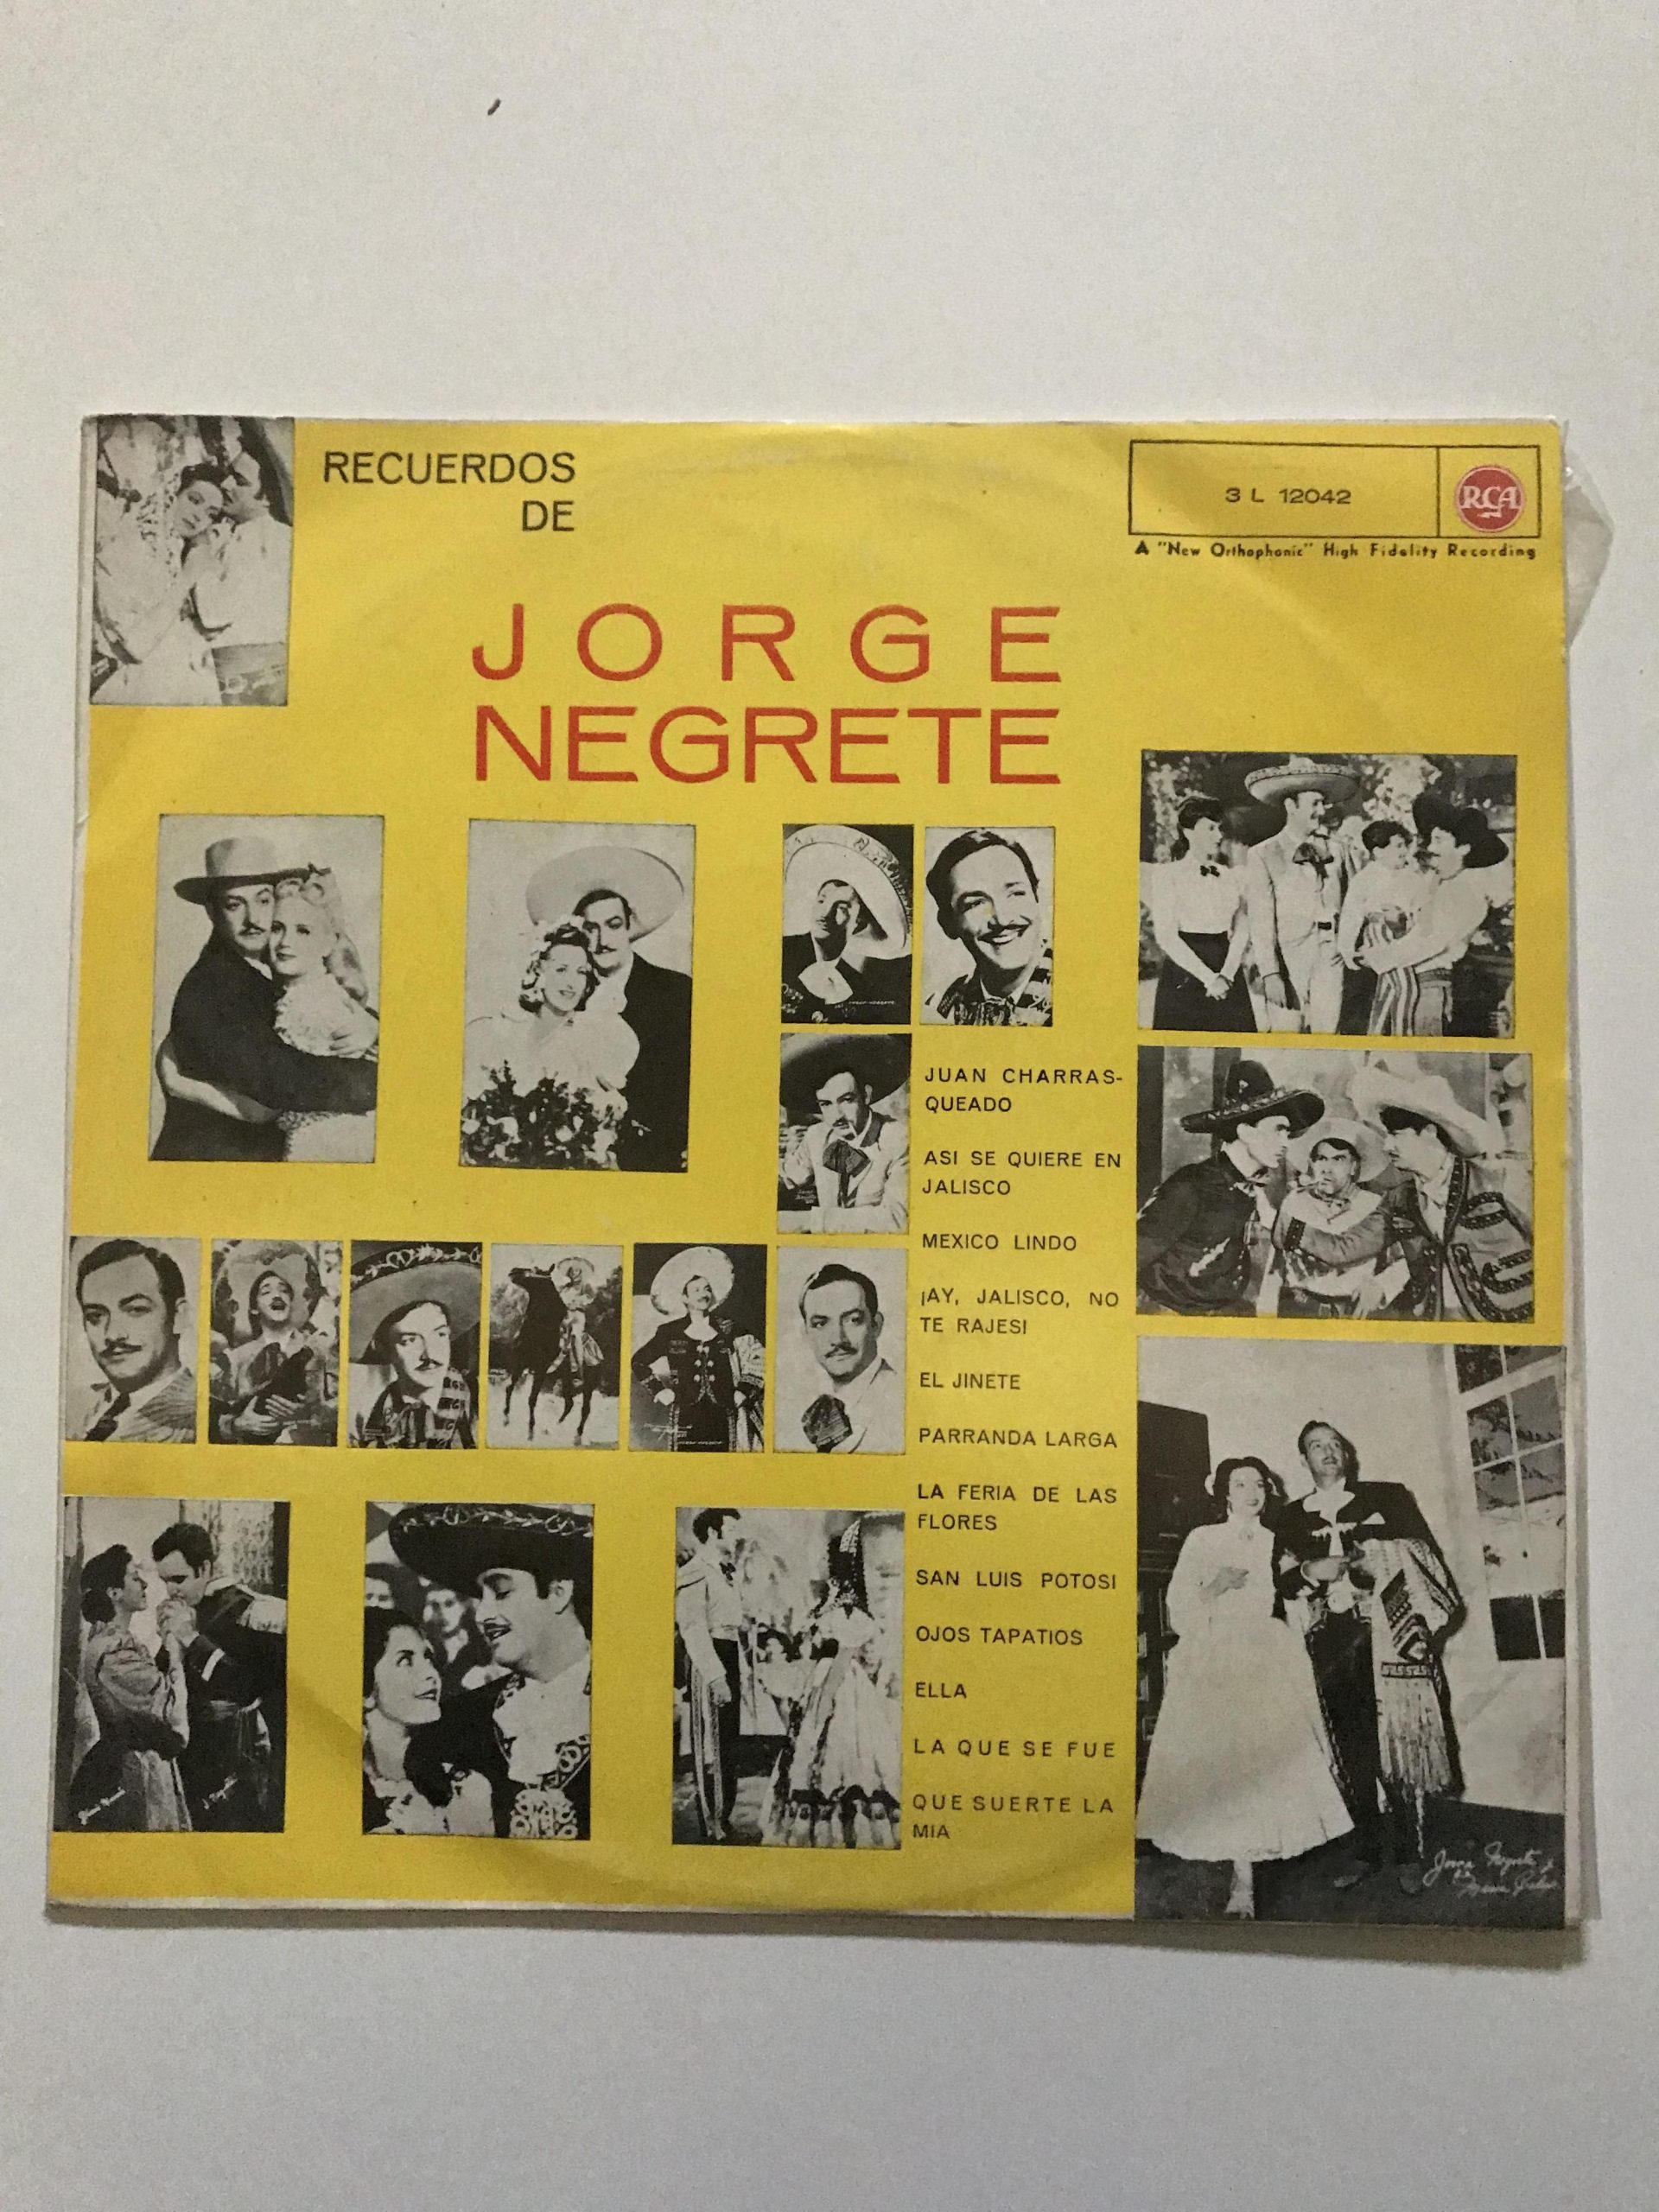 RECUERDOS
DE
3 L 12042
RCA
A "New Orthophonic" High Fidelity Recording
JORGE
NEGRETE
JUAN CHARRAS-
QUEADO
ASI SE QUIERE EN
JALISCO
MEXICO LINDO
¡AY, JALISCO, NO
TE RAJES!
EL JINETE
PARRANDA LARGA
LA FERIA DE LAS
FLORES
SAN LUIS POTOSI
OJOS TAPATIOS
ELLA
LA QUE SE FUE
QUE SUERTE LA
MIA
Jorge Negrete